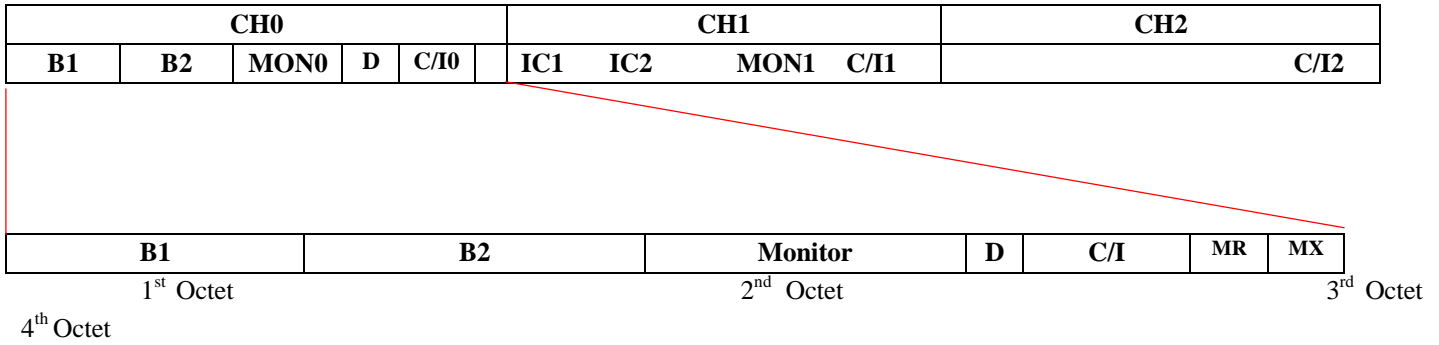 CH0 CH1 CH2
B1 B2 MON0 D C/I0 IC1 IC2 MON1 C/I1 C/I2
B1 B2 Monitor D C/I MR MX
1st Octet 2nd Octet 3rd Octet
4th Octet